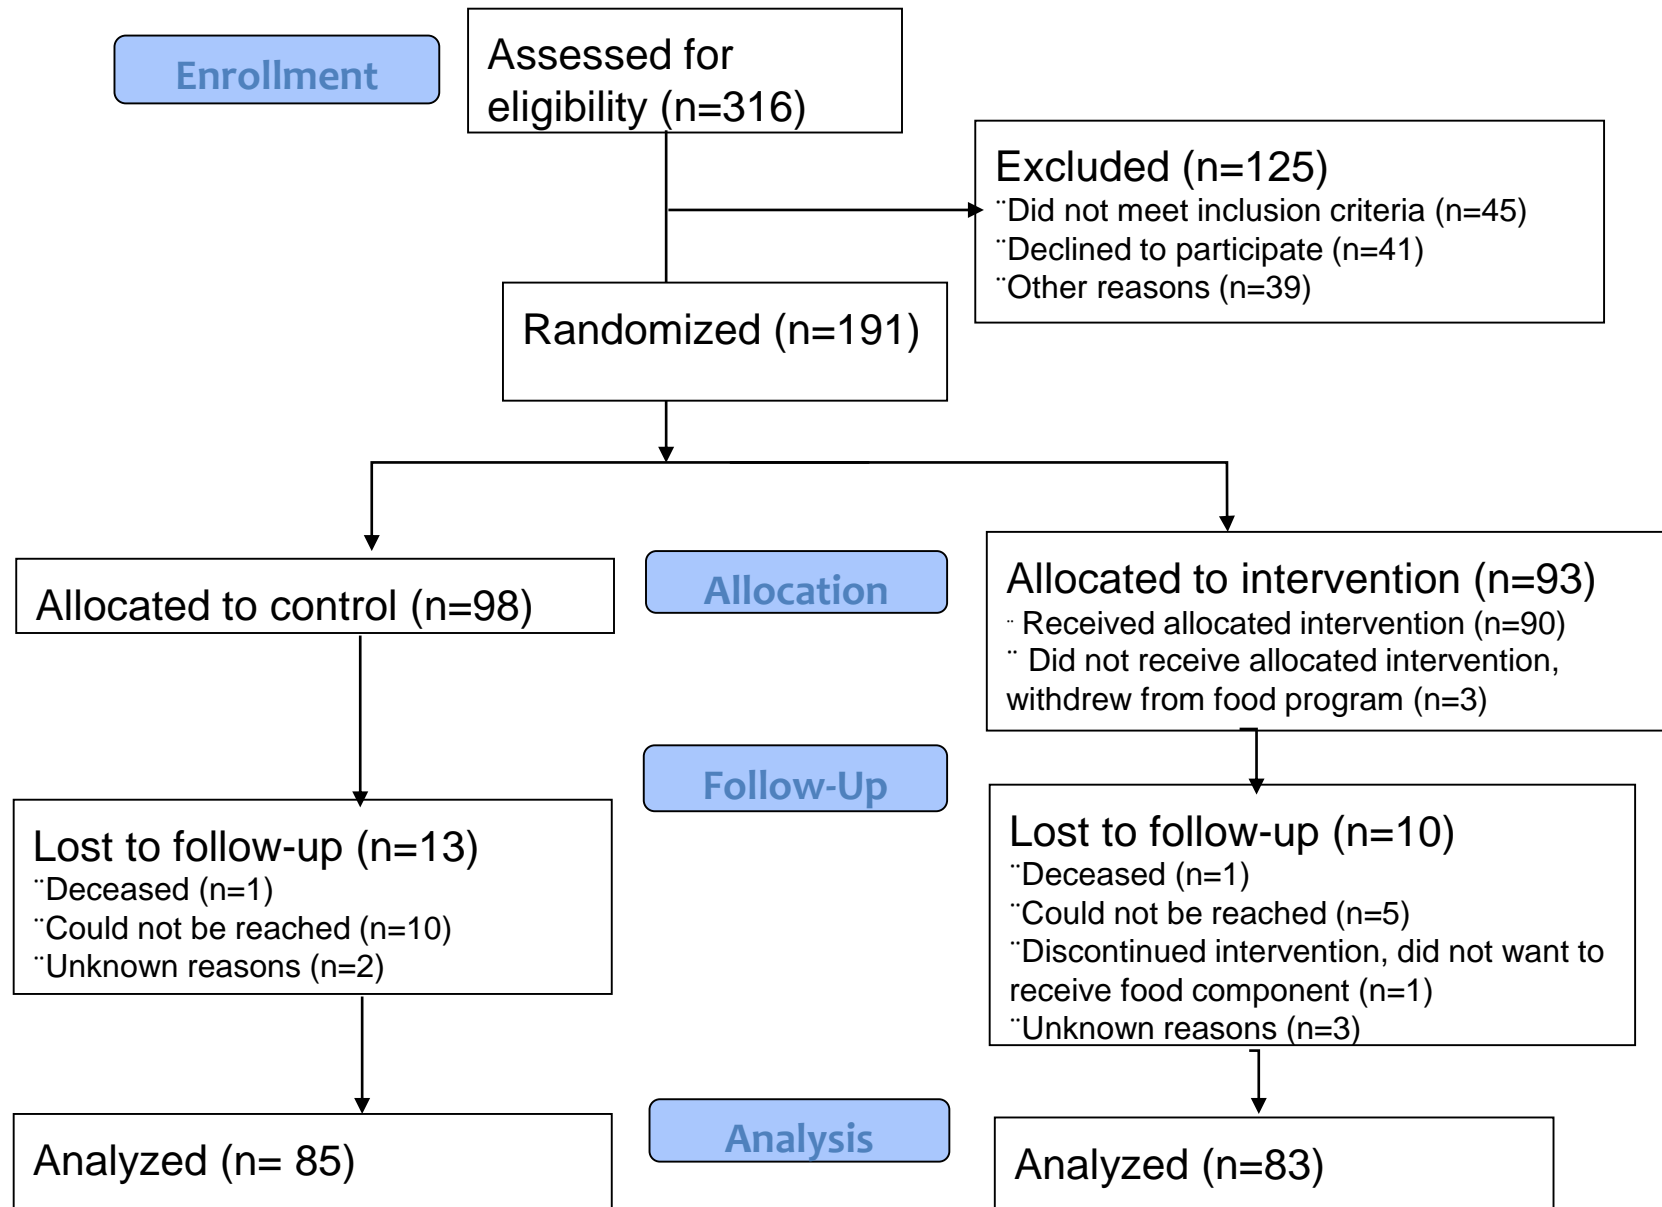 Enrollment
Assessed for
eligibility (n=316)
Excluded (n=125)
¨Did not meet inclusion criteria (n=45)
¨Declined to participate (n=41)
¨Other reasons (n=39)
Randomized (n=191)
Allocated to control (n=98)
Allocation
Allocated to intervention (n=93)
¨ Received allocated intervention (n=90)
¨ Did not receive allocated intervention,
withdrew from food program (n=3)
Follow-Up
Lost to follow-up (n=13)
¨Deceased (n=1)
¨Could not be reached (n=10)
¨Unknown reasons (n=2)
Lost to follow-up (n=10)
¨Deceased (n=1)
¨Could not be reached (n=5)
¨Discontinued intervention, did not want to
receive food component (n=1)
¨Unknown reasons (n=3)
Analyzed (n= 85)
Analysis
Analyzed (n=83)